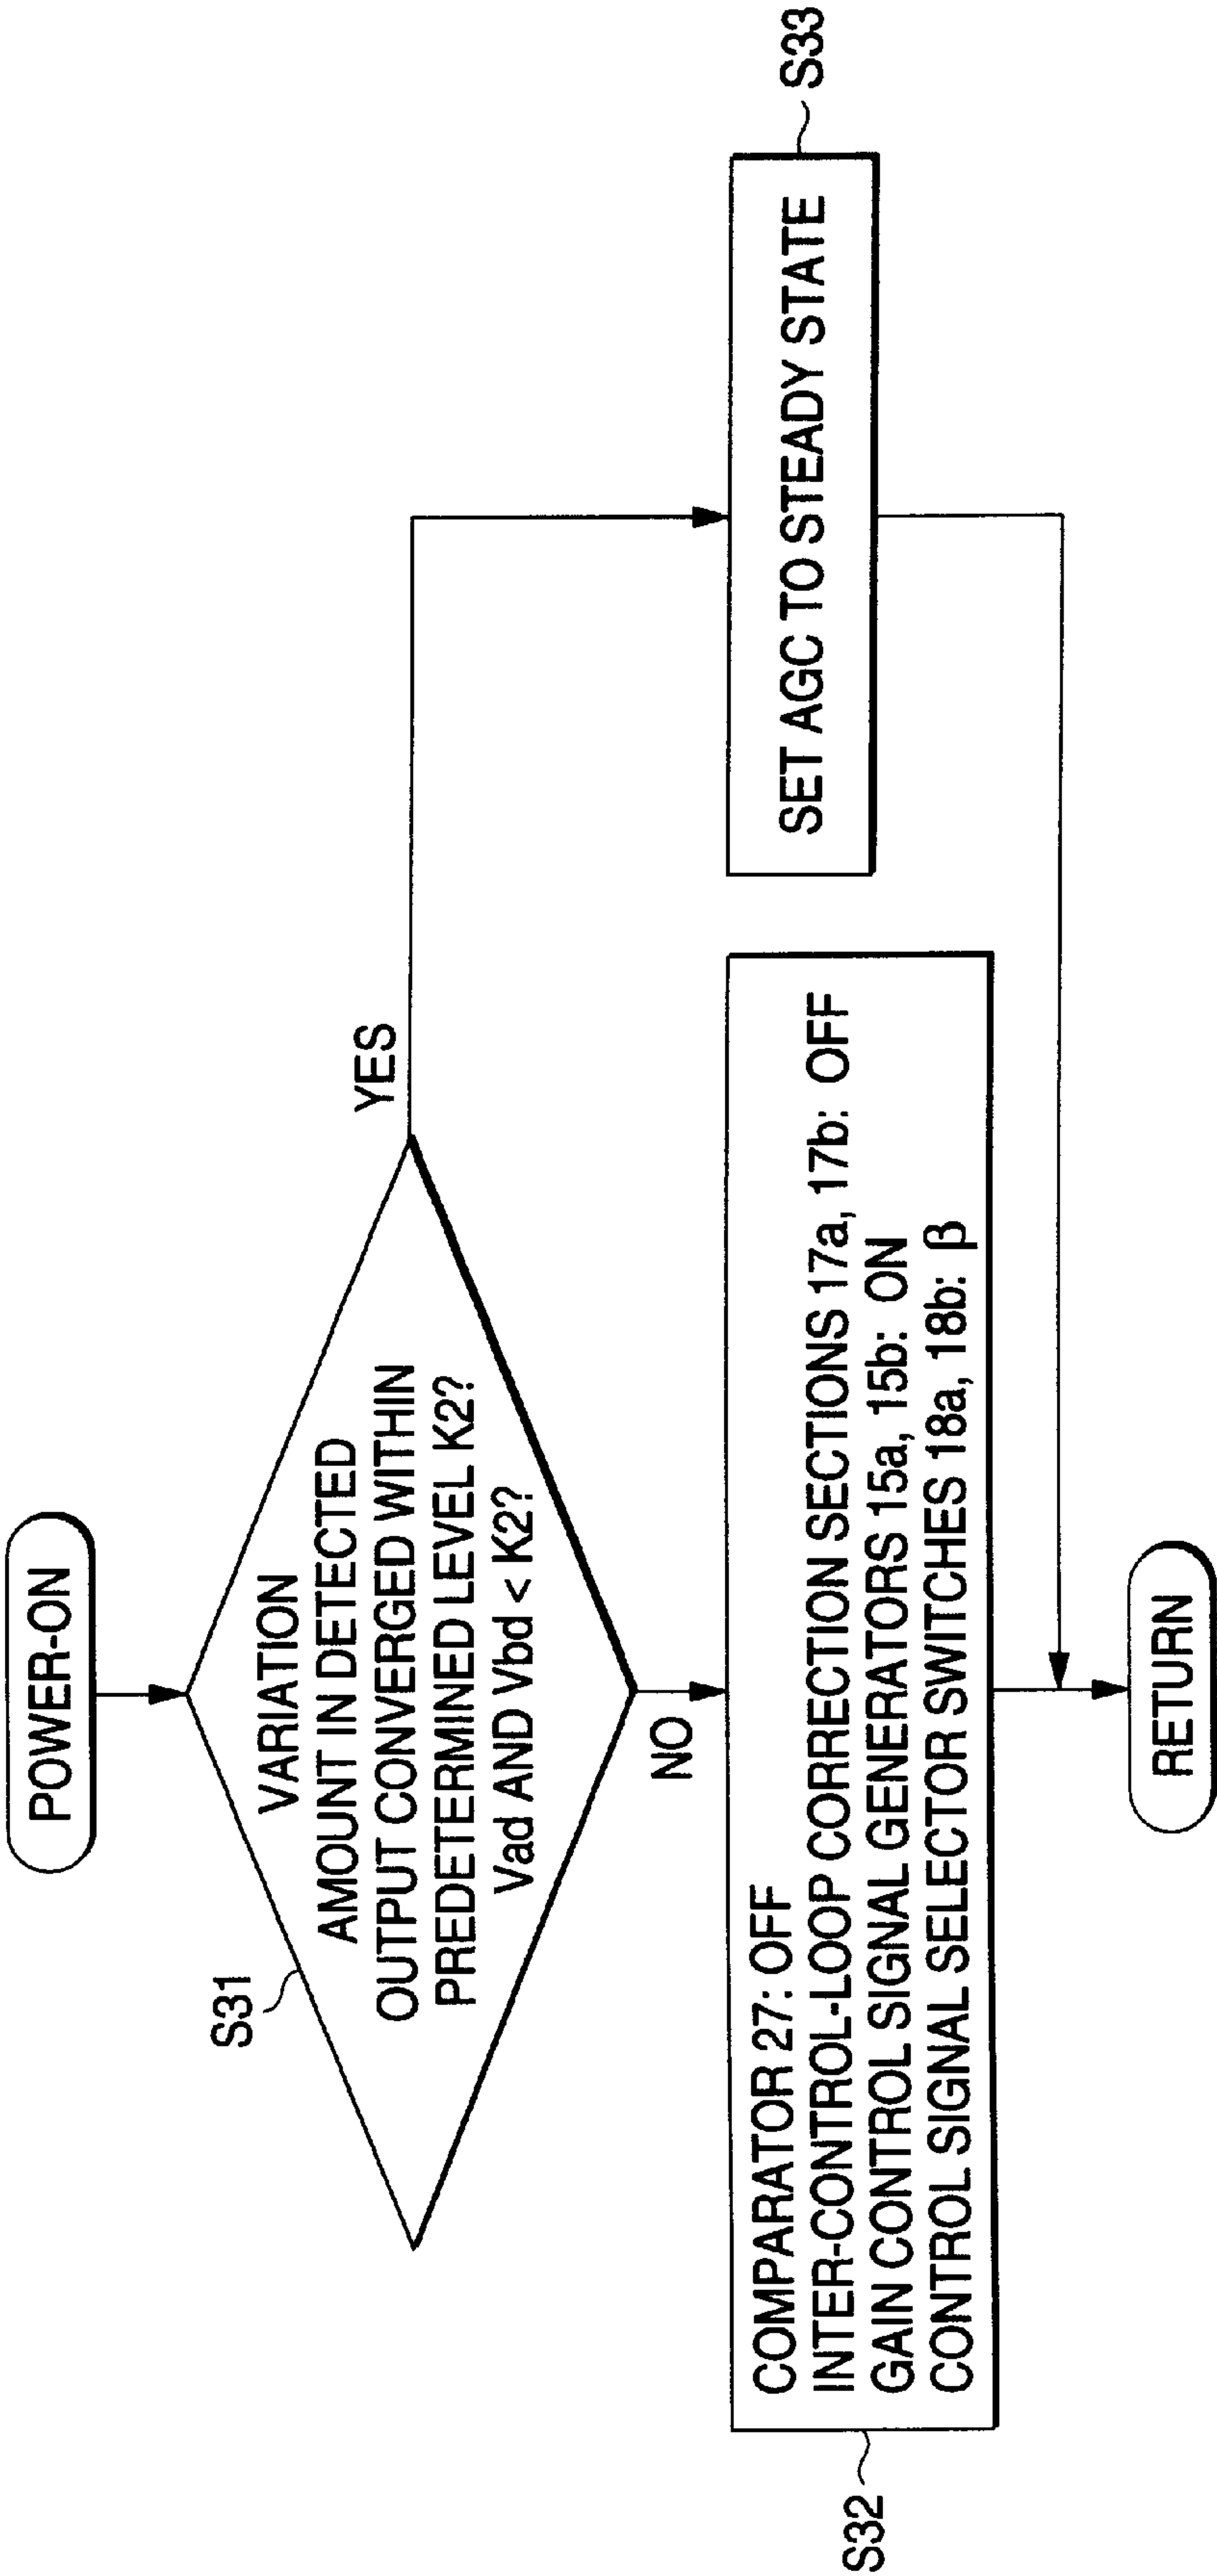 POWER-ON
S31
VARIATION
AMOUNT IN DETECTED
OUTPUT CONVERGED WITHIN
PREDETERMINED LEVEL K2?
Vad AND Vbd < K2?
YES
NO
S32
COMPARATOR 27: OFF
INTER-CONTROL-LOOP CORRECTION SECTIONS 17a, 17b: OFF
GAIN CONTROL SIGNAL GENERATORS 15a, 15b: ON
CONTROL SIGNAL SELECTOR SWITCHES 18a, 18b: β
SET AGC TO STEADY STATE
S33
RETURN